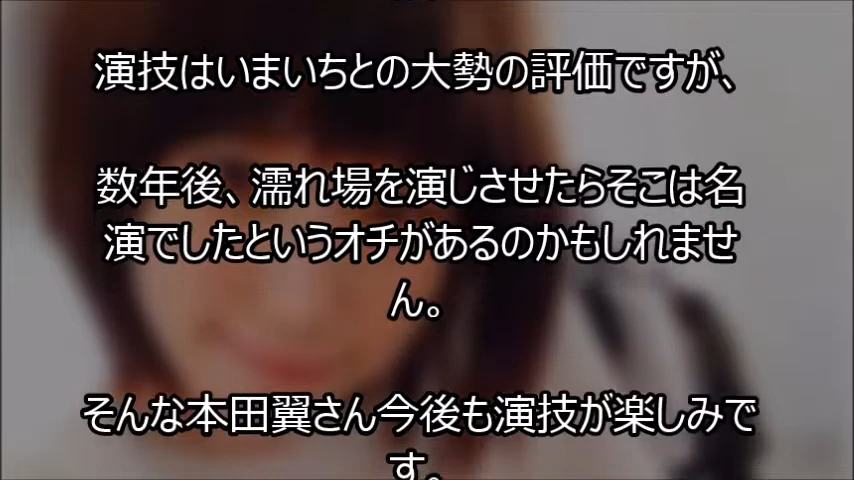 演技はいまいちとの大勢の評価ですが、
数年後、濡れ場を演じさせたらそこは名
演でしたというオチがあるのかもしれませ
ん。
そんな本田翼さん今後も演技が楽しみで
す。